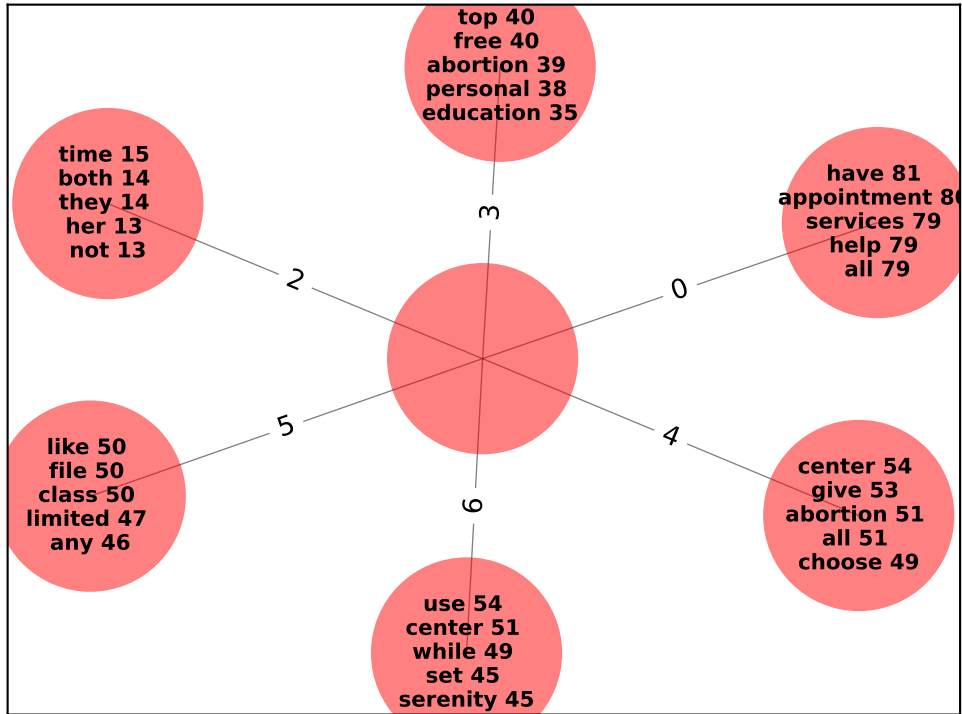 top 40
free 40
abortion 39
personal 38
education 35
time 15
both 14
they 14
her 13
not 13
have 81
appointment 80
services 79
help 79
all 79
3
2
0
5
4
6
like 50
file 50
class 50
limited 47
any 46
center 54
give 53
abortion 51
all 51
choose 49
use 54
center 51
while 49
set 45
serenity 45